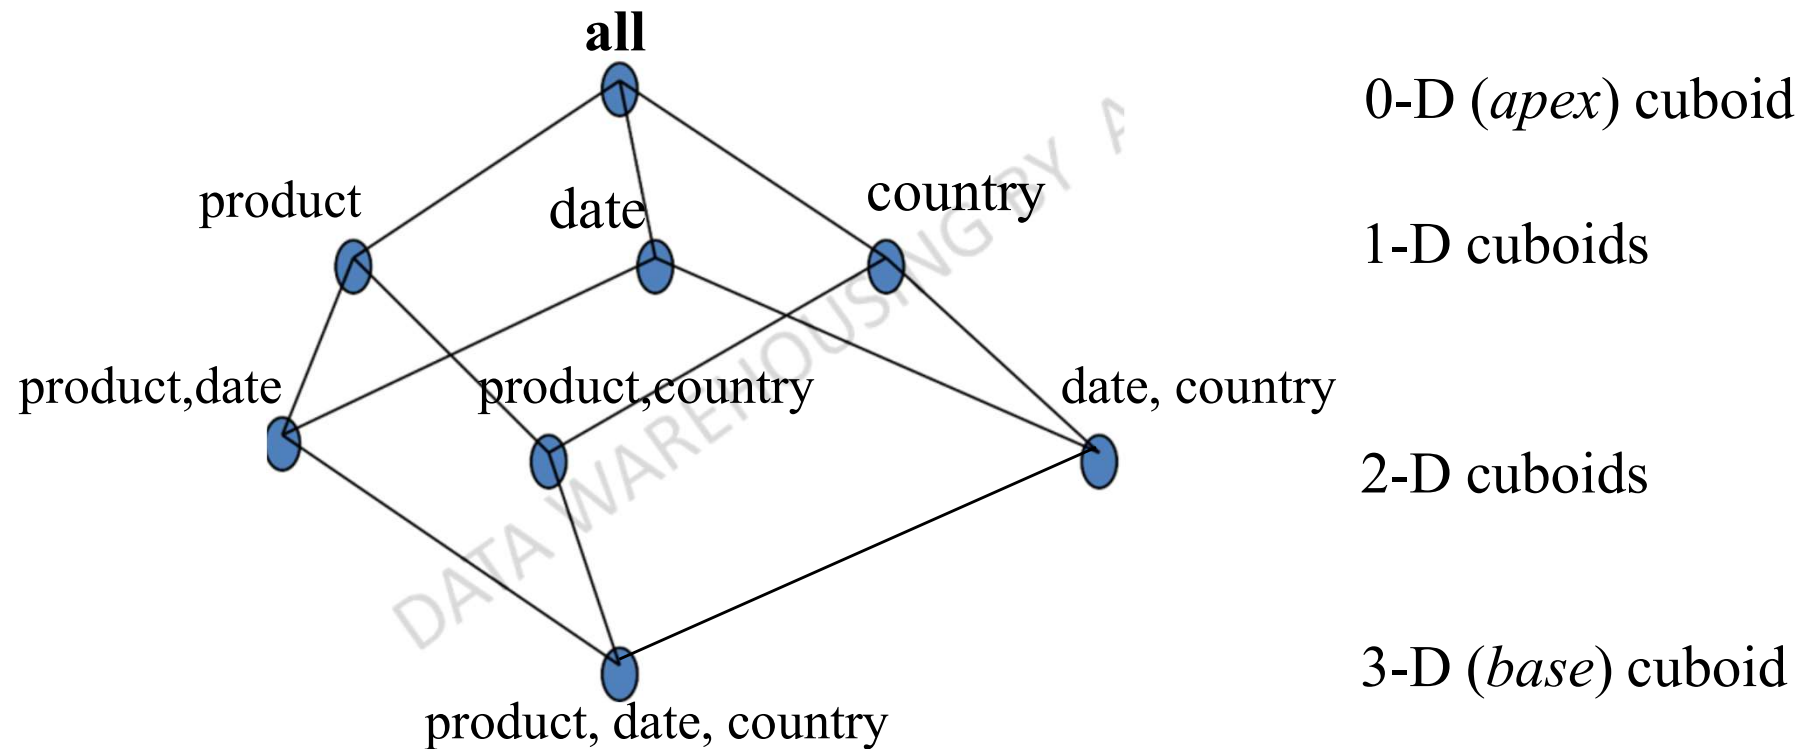 all
0-D (apex) cuboid
product
date
country
1-D cuboids
product,date
product,country
date, country
2-D cuboids
3-D (base) cuboid
product, date, country
DATA WAREHOUSING BY A